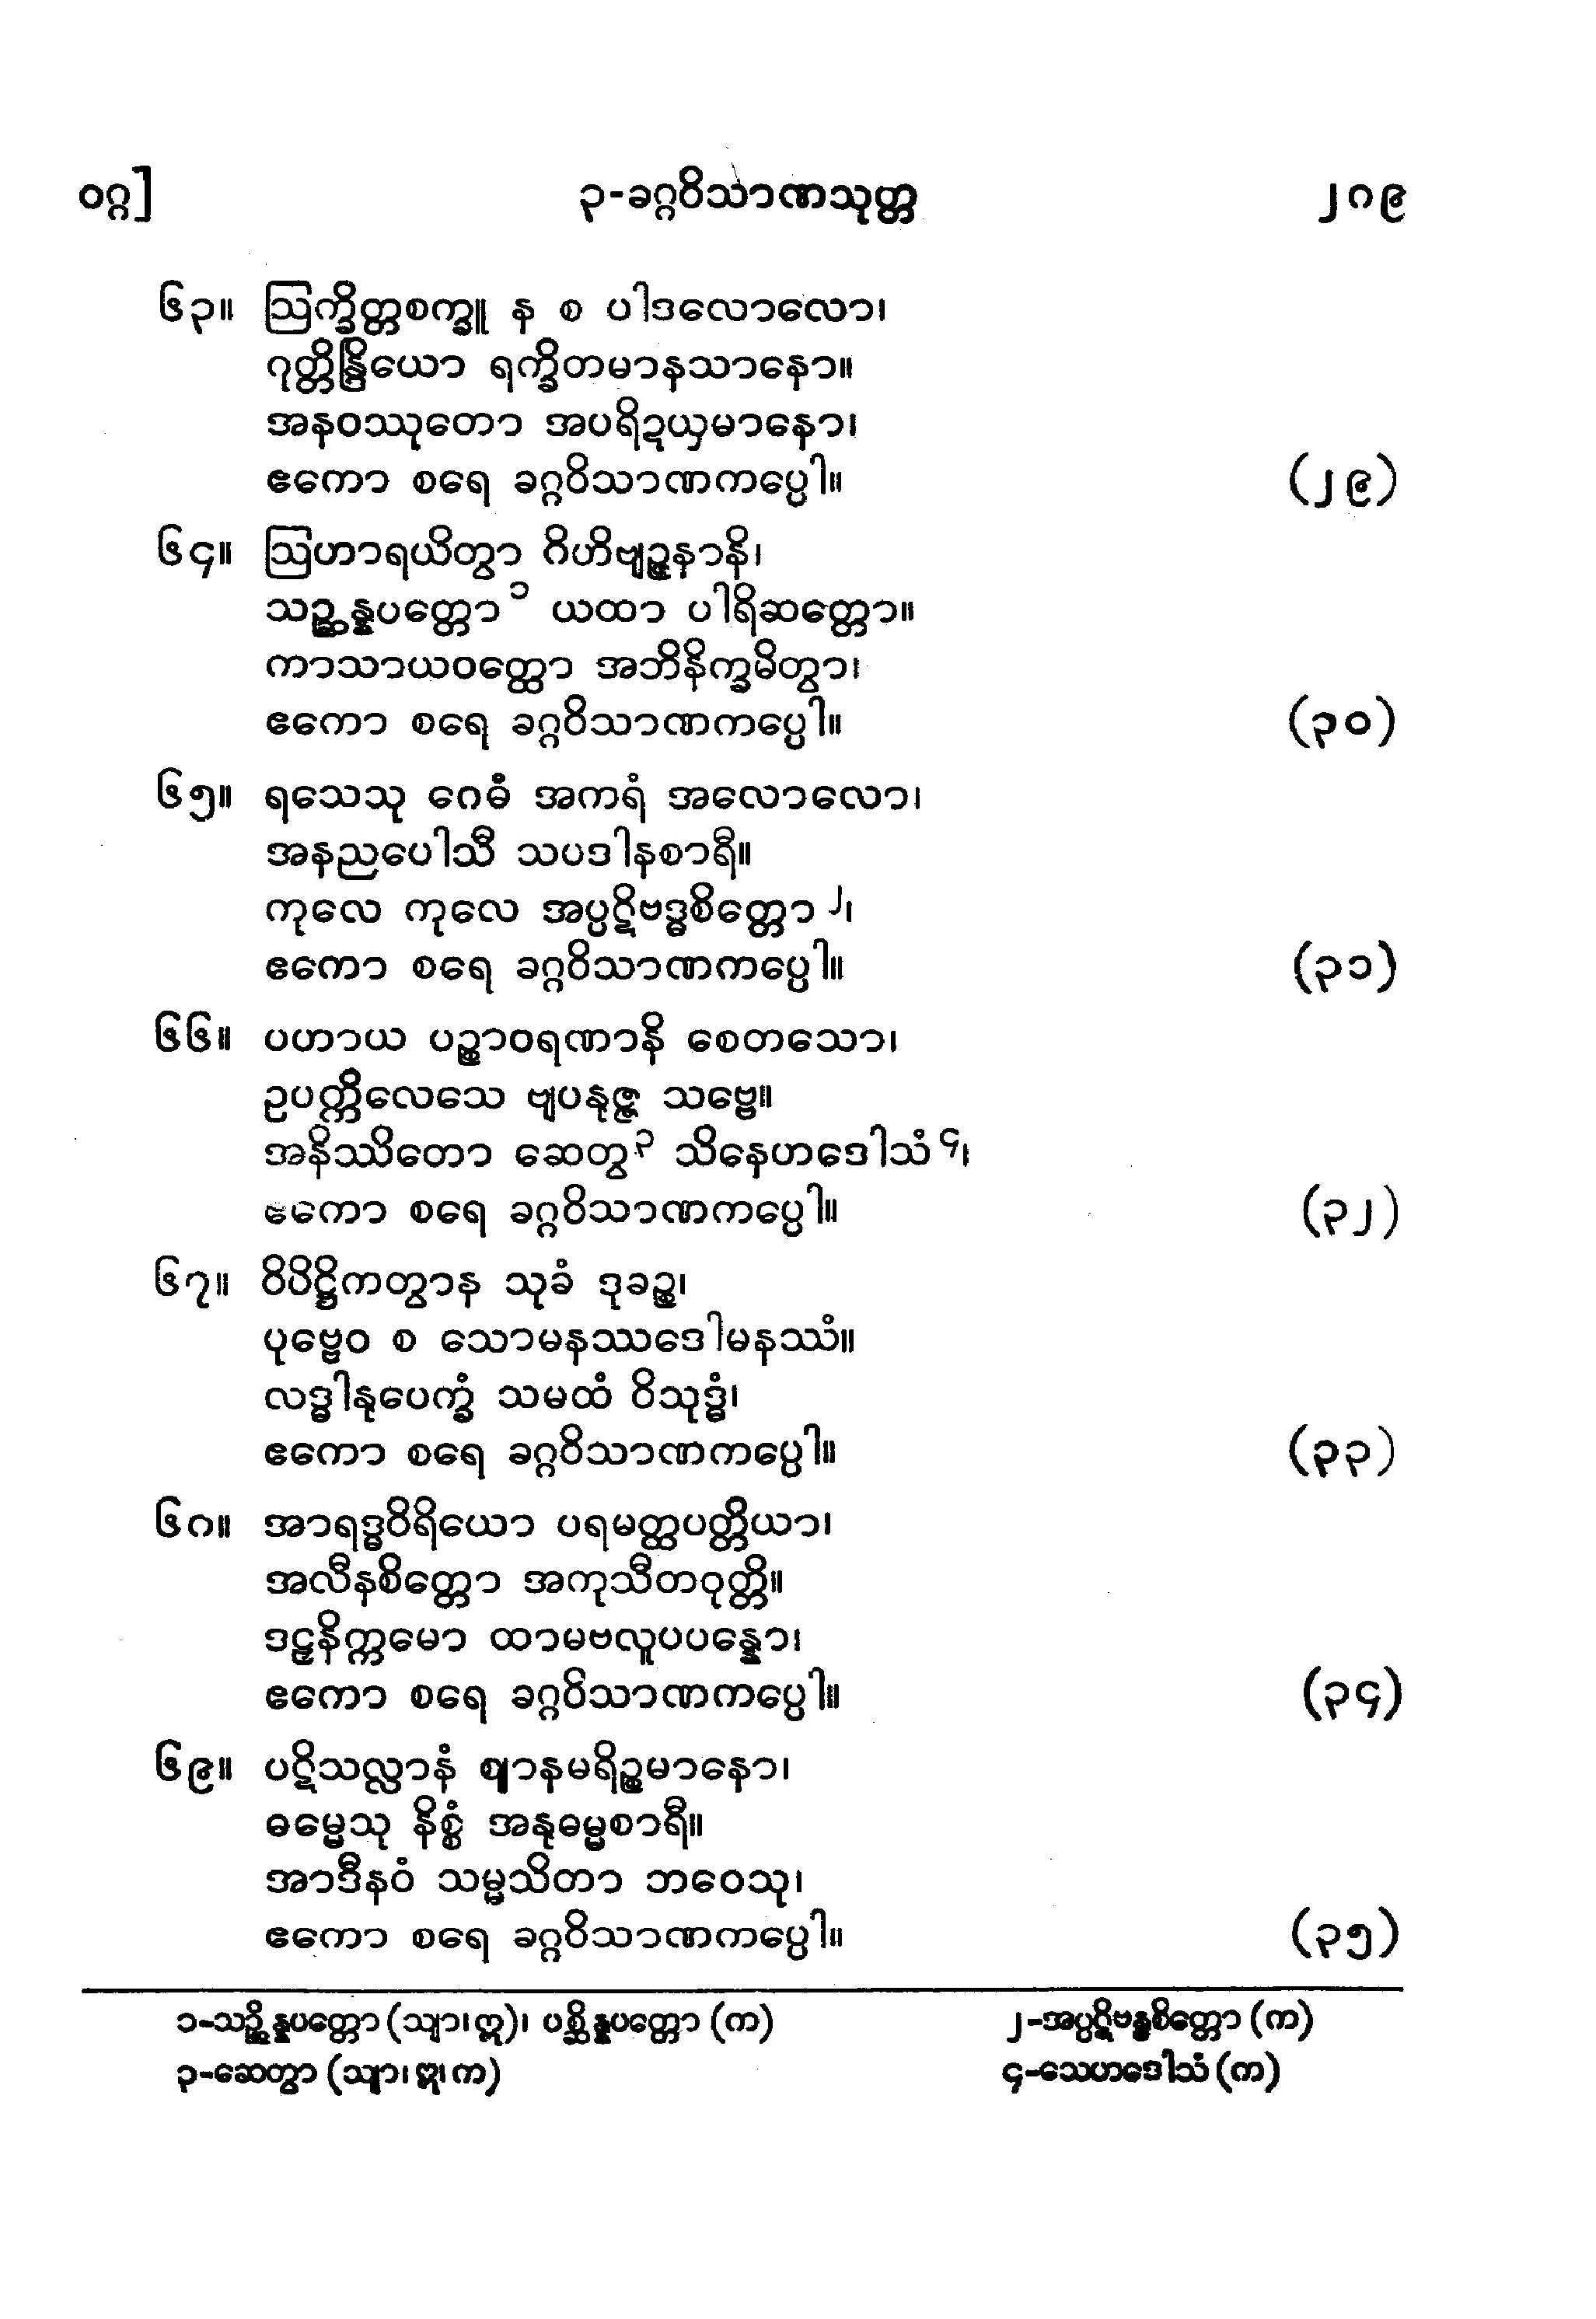 ဝဂ္ဂ] ၃-ခဂ္ဂဝိသာဏသုတ္တ ၂၈၉
၆၃။ ဩက္ခိတ္တစက္ခူ န စ ပါဒလောလော၊
ဂုတ္တိန္ဒြိယော ရက္ခိတမာနသာနော။
အနဝဿုတော အပရိဍယှမာနော၊
ဧကော စရေ ခဂ္ဂဝိသာဏကပ္ပေါ။ (၂၉)
၆၄။ ဩဟာရယိတွာ ဂိဟိဗျဉ္ဇနာနိ၊
သဉ္ဆန္နပတ္တော ၁ ယထာ ပါရိဆတ္တော။
ကာသာယဝတ္ထော အဘိနိက္ခမိတွာ၊
ဧကော စရေ ခဂ္ဂဝိသာဏကပ္ပေါ။ (၃၀)
၆၅။ ရသေသု ဂေဓံ အကရံ အလောလော၊
အနညပေါသီ သပဒါနစာရီ။
ကုလေ ကုလေ အပ္ပဋိဗဒ္ဓစိတ္တော ၂၊
ဧကော စရေ ခဂ္ဂဝိသာဏကပ္ပေါ။ (၃၁)
၆၆။ ပဟာယ ပဉ္စာဝရဏာနိ စေတသော၊
ဥပက္ကိလေသေ ဗျပနုဇ္ဇ သဗ္ဗေ။
အနိဿိတော ဆေတွ ၃ သိနေဟဒေါသံ ၄၊
ဧကော စရေ ခဂ္ဂဝိသာဏကပ္ပေါ။ (၃၂)
၆၇။ ဝိပိဋ္ဌိကတွာန သုခံ ဒုခဉ္စ၊
ပုဗ္ဗေဝ စ သောမနဿဒေါမနဿံ။
လဒ္ဓါနုပေက္ခံ သမထံ ဝိသုဒ္ဓံ၊
ဧကော စရေ ခဂ္ဂဝိသာဏကပ္ပေါ။ (၃၃)
၆၈။ အာရဒ္ဓဝိရိယော ပရမတ္ထပတ္တိယာ၊
အလီနစိတ္တော အကုသီတဝုတ္တိ။
ဒဠှနိက္ကမော ထာမဗလူပပန္နော၊
ဧကော စရေ ခဂ္ဂဝိသာဏကပ္ပေါ။ (၃၄)
၆၉။ ပဋိသလ္လာနံ ဈာနမရိဉ္စမာနော၊
ဓမ္မေသု နိစ္စံ အနုဓမ္မစာရီ။
အာဒီနဝံ သမ္မသိတာ ဘဝေသု၊
ဧကော စရေ ခဂ္ဂဝိသာဏကပ္ပေါ။ (၃၅)
၁-သဉ္ဆိန္နပတ္တော (သျာ၊ ဣ)၊ ပစ္ဆိန္နပတ္တော (က) ၂-အပ္ပဋိဗန္ဓစိတ္တော (က)
၃-ဆေတွာ (သျာ၊ ဣ၊ က) ၄-သေဟဒေါသံ (က)